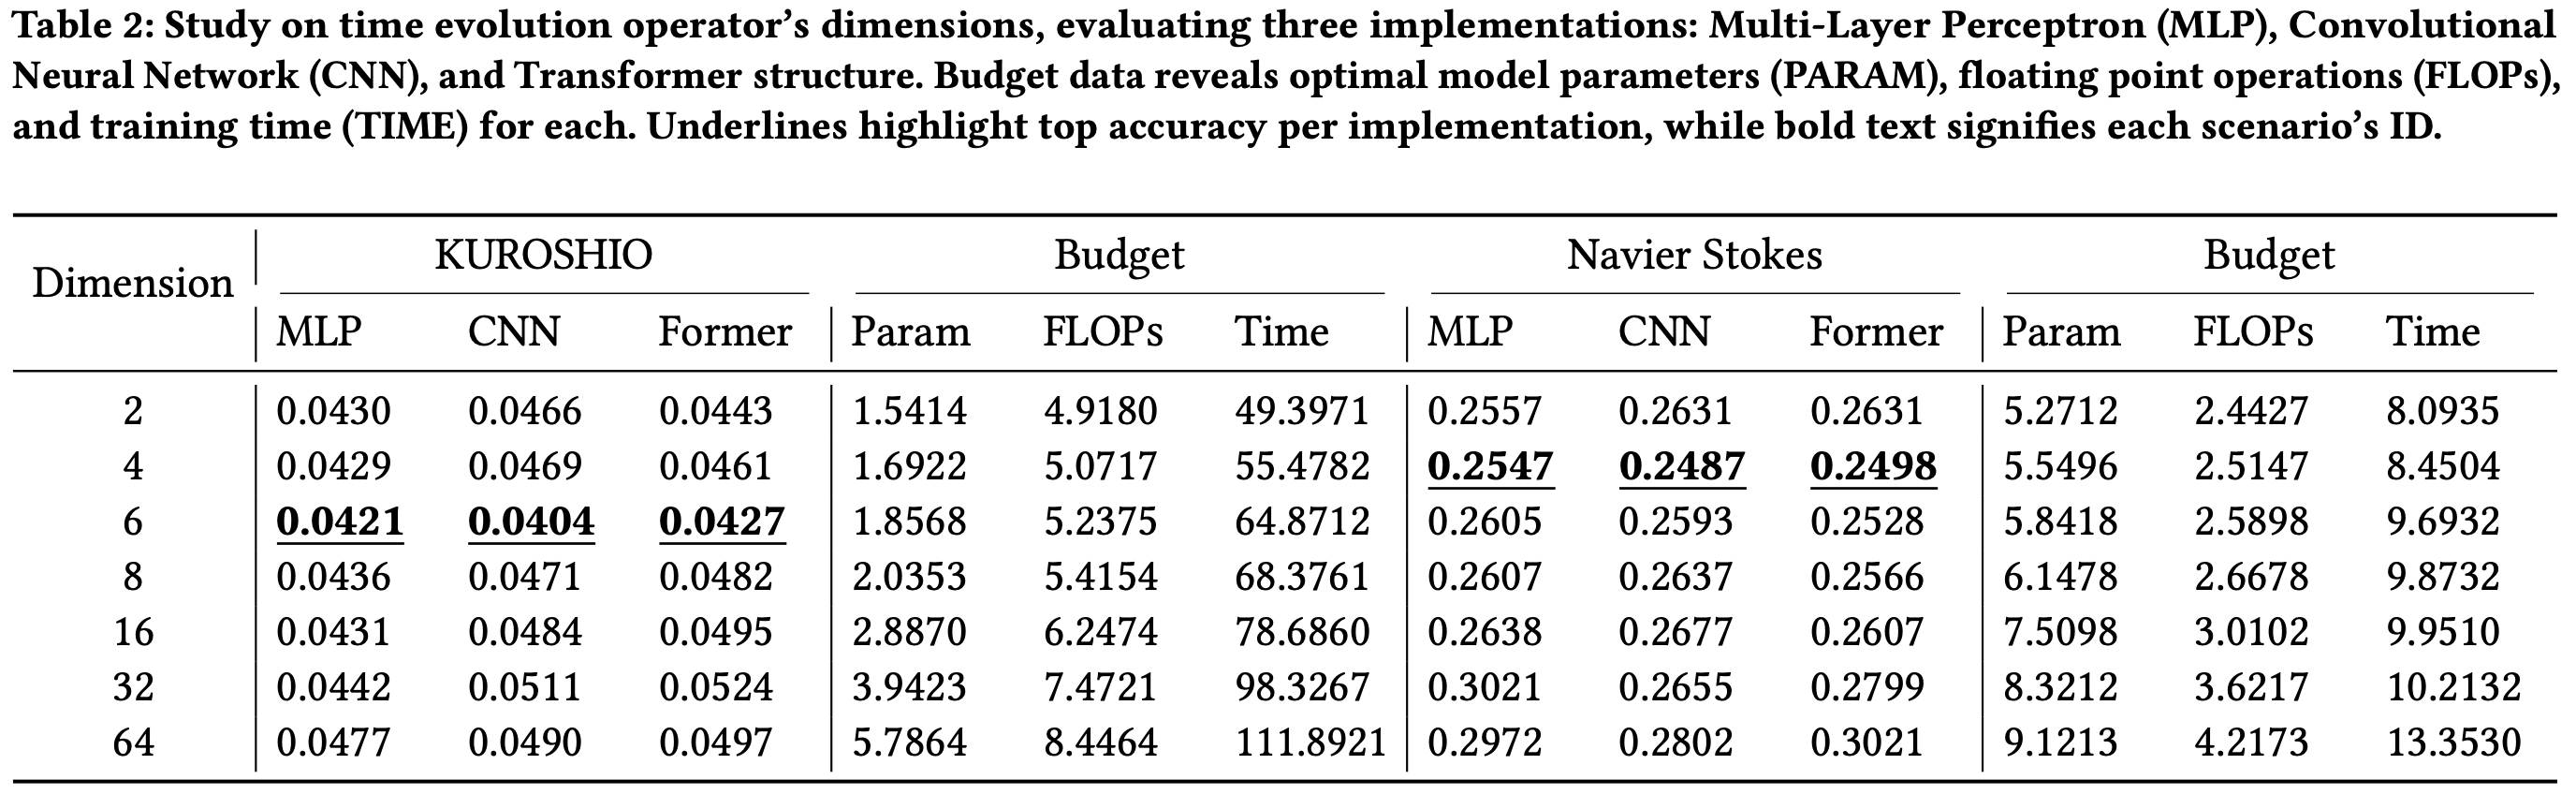 Table 2: Study on time evolution operator’s dimensions, evaluating three implementations: Multi-Layer Perceptron (MLP), Convolutional
Neural Network (CNN), and Transformer structure. Budget data reveals optimal model parameters (PARAM), floating point operations (FLOPs),
and training time (TIME) for each. Underlines highlight top accuracy per implementation, while bold text signifies each scenario’s ID.
Dimension KUROSHIO Budget Navier Stokes Budget
MLP CNN Former Param FLOPs Time MLP CNN Former Param FLOPs Time
2 0.0430 0.0466 0.0443 1.5414 4.9180 49.3971 0.2557 0.2631 0.2631 5.2712 2.4427 8.0935
4 0.0429 0.0469 0.0461 1.6922 5.0717 55.4782 0.2547 0.2487 0.2498 5.5496 2.5147 8.4504
6 0.0421 0.0404 0.0427 1.8568 5.2375 64.8712 0.2605 0.2593 0.2528 5.8418 2.5898 9.6932
8 0.0436 0.0471 0.0482 2.0353 5.4154 68.3761 0.2607 0.2637 0.2566 6.1478 2.6678 9.8732
16 0.0431 0.0484 0.0495 2.8870 6.2474 78.6860 0.2638 0.2677 0.2607 7.5098 3.0102 9.9510
32 0.0442 0.0511 0.0524 3.9423 7.4721 98.3267 0.3021 0.2655 0.2799 8.3212 3.6217 10.2132
64 0.0477 0.0490 0.0497 5.7864 8.4464 111.8921 0.2972 0.2802 0.3021 9.1213 4.2173 13.3530